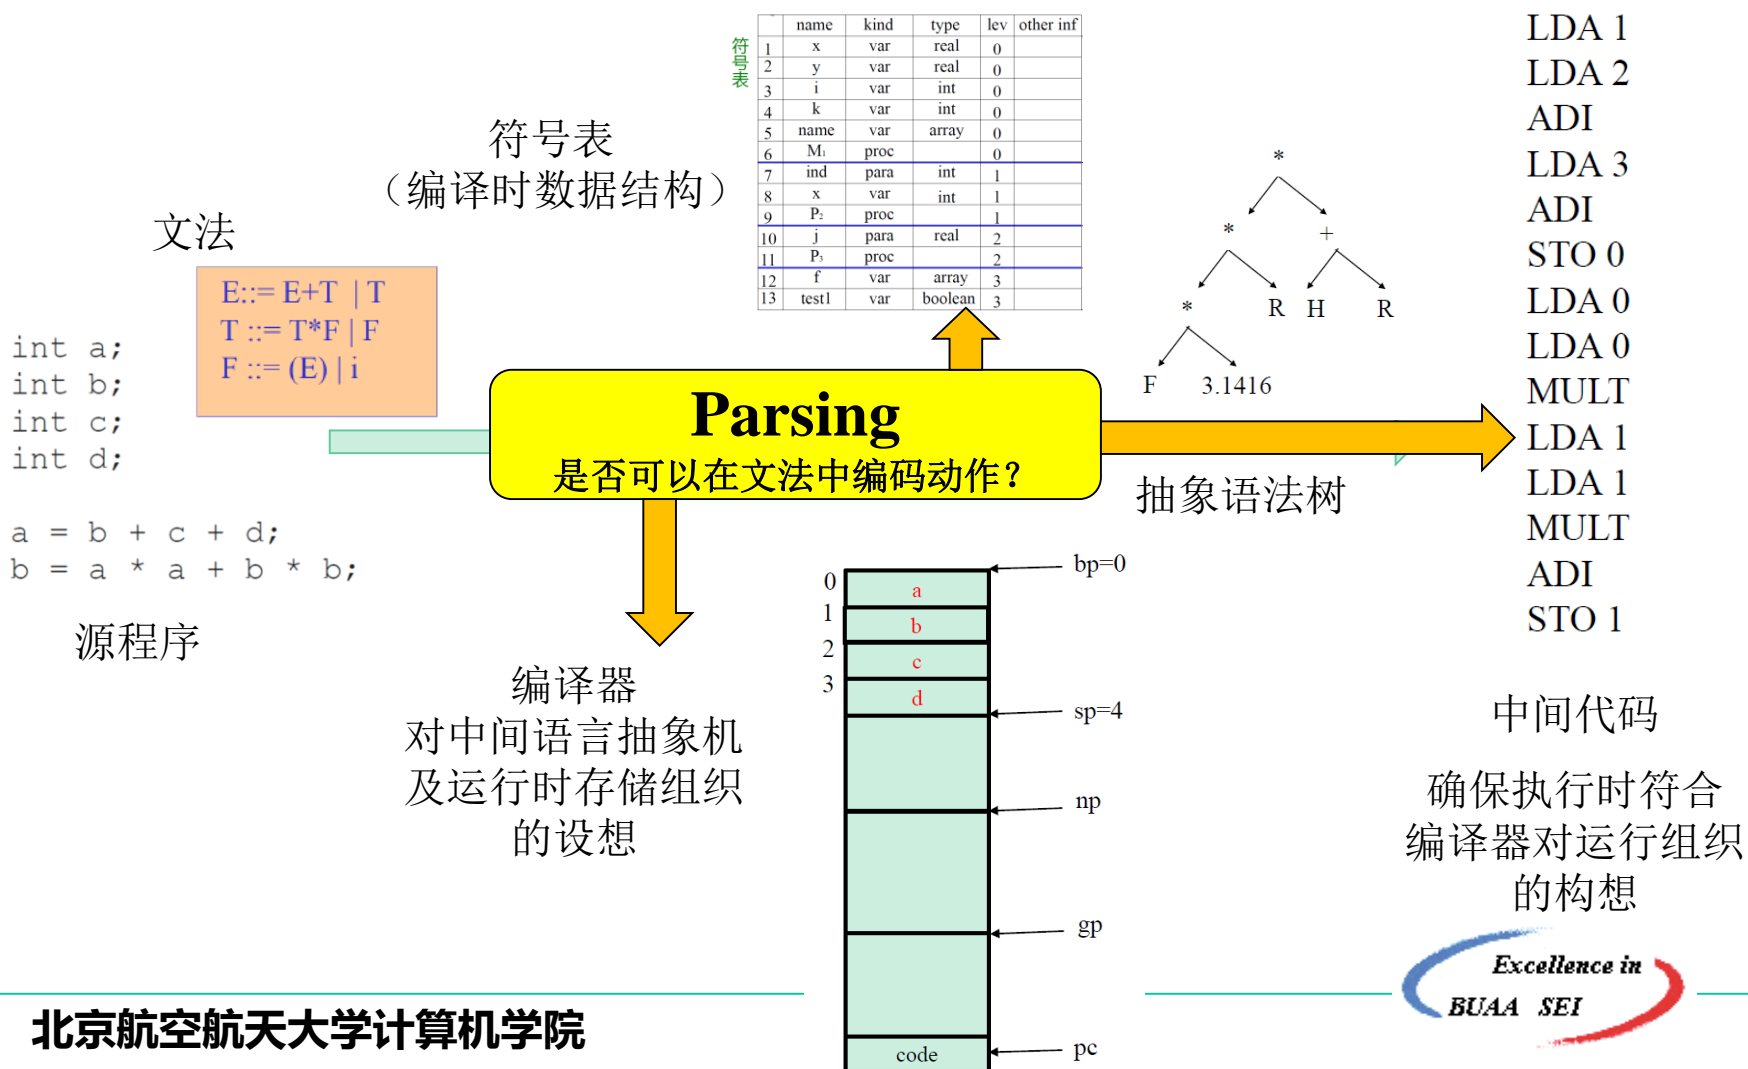 文法
E::= E+T | T
T ::= T*F | F
F ::= (E) | i
int a;
int b;
int c;
int d;
a = b + c + d;
b = a * a + b * b;
源程序
符号表
（编译时数据结构）
符号表
name kind type lev other inf
1 x var real 0
2 y var real 0
3 i var int 0
4 k var int 0
5 name var array 0
6 M1 proc 0
7 ind para int 1
8 x var int 1
9 P2 proc 1
10 j para real 2
11 P3 proc 2
12 f var array 3
13 test1 var boolean 3
Parsing
是否可以在文法中编码动作？
*
* +
* R H R
F 3.1416
抽象语法树
LDA 1
LDA 2
ADI
LDA 3
ADI
STO 0
LDA 0
LDA 0
MULT
LDA 1
LDA 1
MULT
ADI
STO 1
中间代码
确保执行时符合
编译器对运行组织
的构想
编译器
对中间语言抽象机
及运行时存储组织
的设想
0 a bp=0
1 b
2 c
3 d
sp=4
np
gp
code pc
Excellence in
BUAA SEI
北京航空航天大学计算机学院